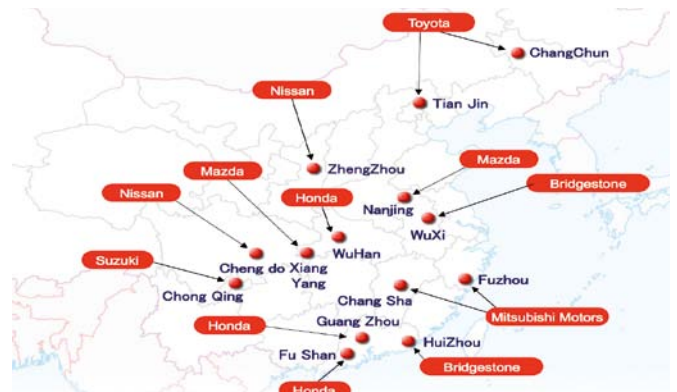 Toyota
ChangChun
Nissan
Tian Jin
Mazda
ZhengZhou
Mazda
Nissan
Honda
Nanjing
Bridgestone
WuXi
WuHan
Suzuki
Cheng do Xiang
Yang
Fuzhou
Chong Qing
Chang Sha
Mitsubishi Motors
Honda
Guang Zhou
HuiZhou
Fu Shan
Bridgestone
Honda